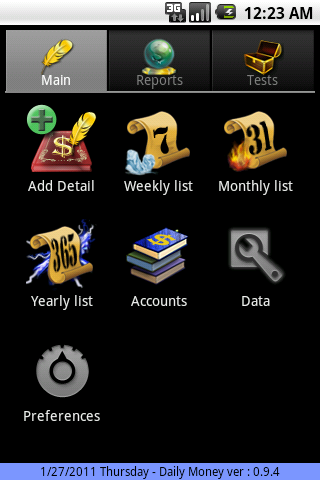 3G 12:23 AM
Main Reports Tests
$ 7 31
Add Detail Weekly list Monthly list
365 $
Yearly list Accounts Data
Preferences
1/27/2011 Thursday - Daily Money ver : 0.9.4